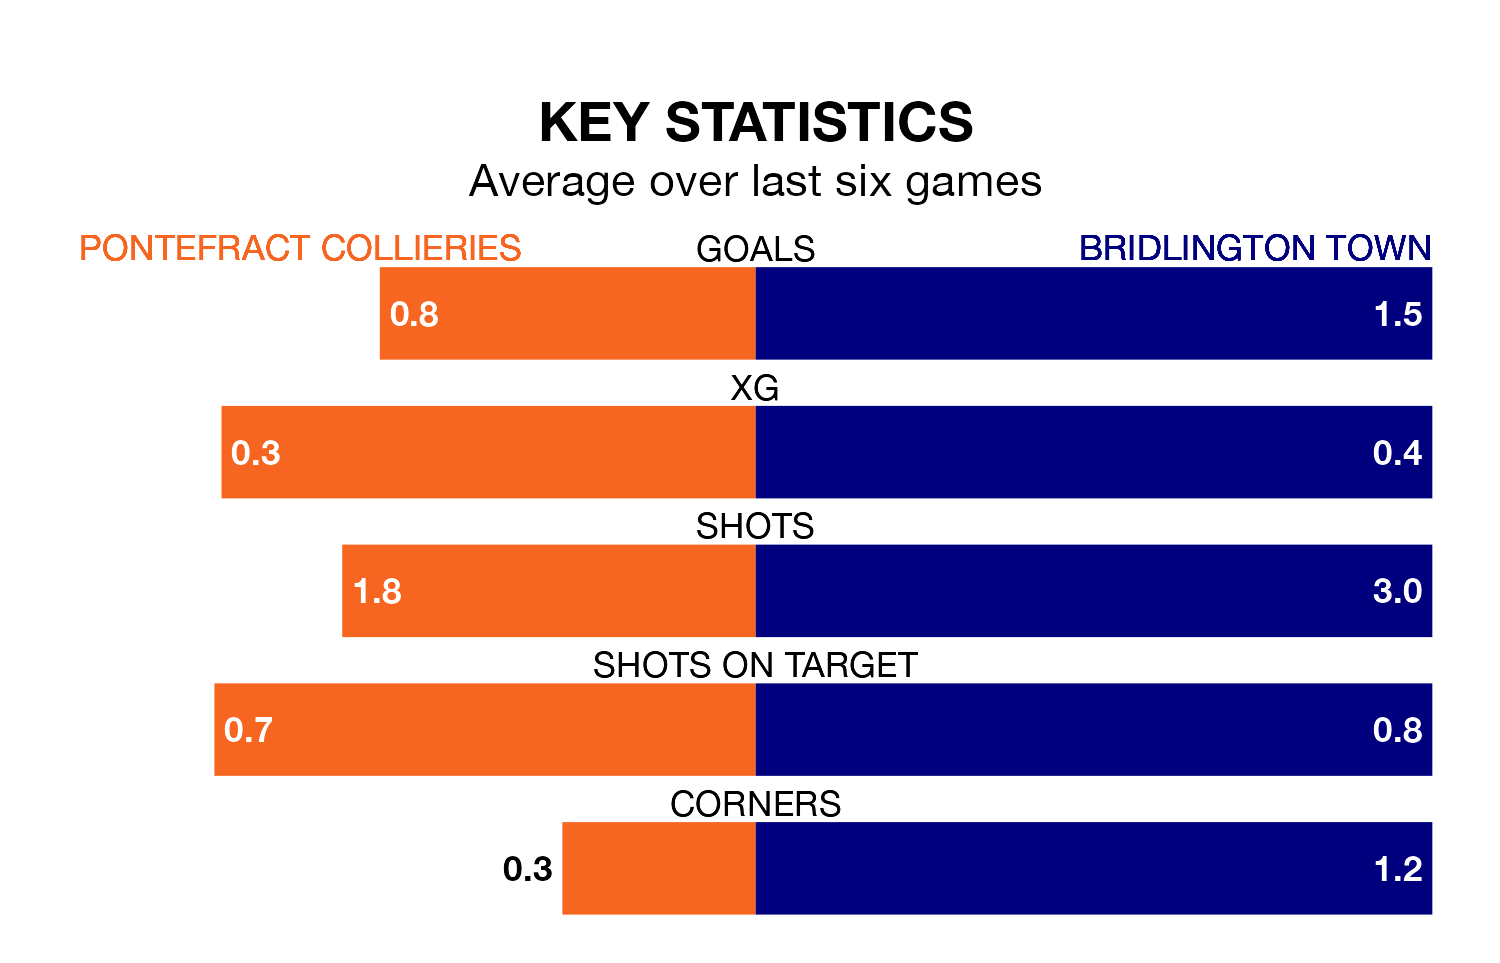 KEY STATISTICS
Average over last six games
PONTEFRACT COLLIERIES GOALS BRIDLINGTON TOWN
0.8 1.5
XG
0.3 0.4
SHOTS
1.8 3.0
SHOTS ON TARGET
0.7 0.8
CORNERS
0.3 1.2